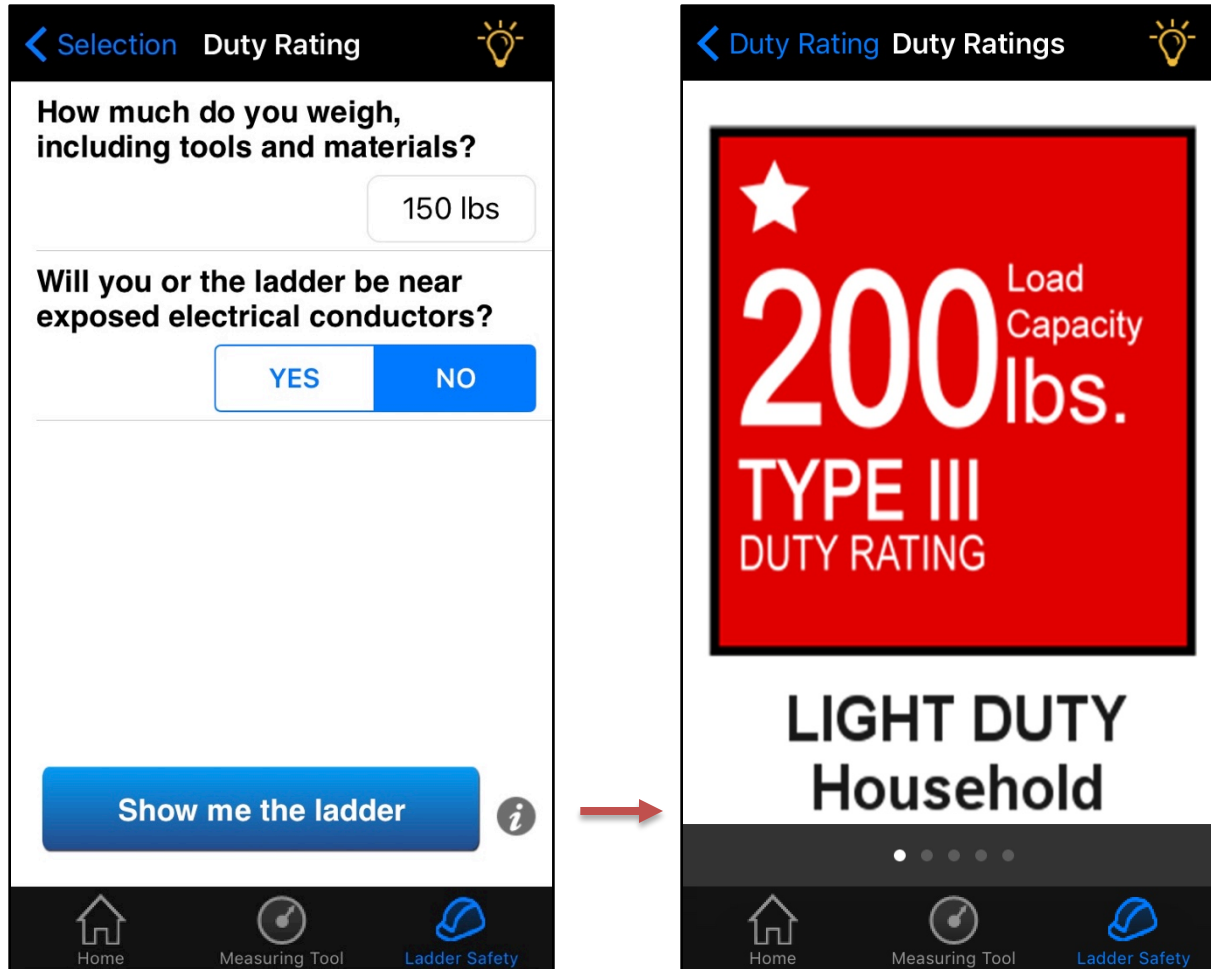 Selection Duty Rating
How much do you weigh,
including tools and materials?
150 lbs
Will you or the ladder be near
exposed electrical conductors?
YES NO
Show me the ladder
i
Home Measuring Tool Ladder Safety
Duty Rating Duty Ratings
200 Load
Capacity
lbs.
TYPE III
DUTY RATING
LIGHT DUTY
Household
Home Measuring Tool Ladder Safety